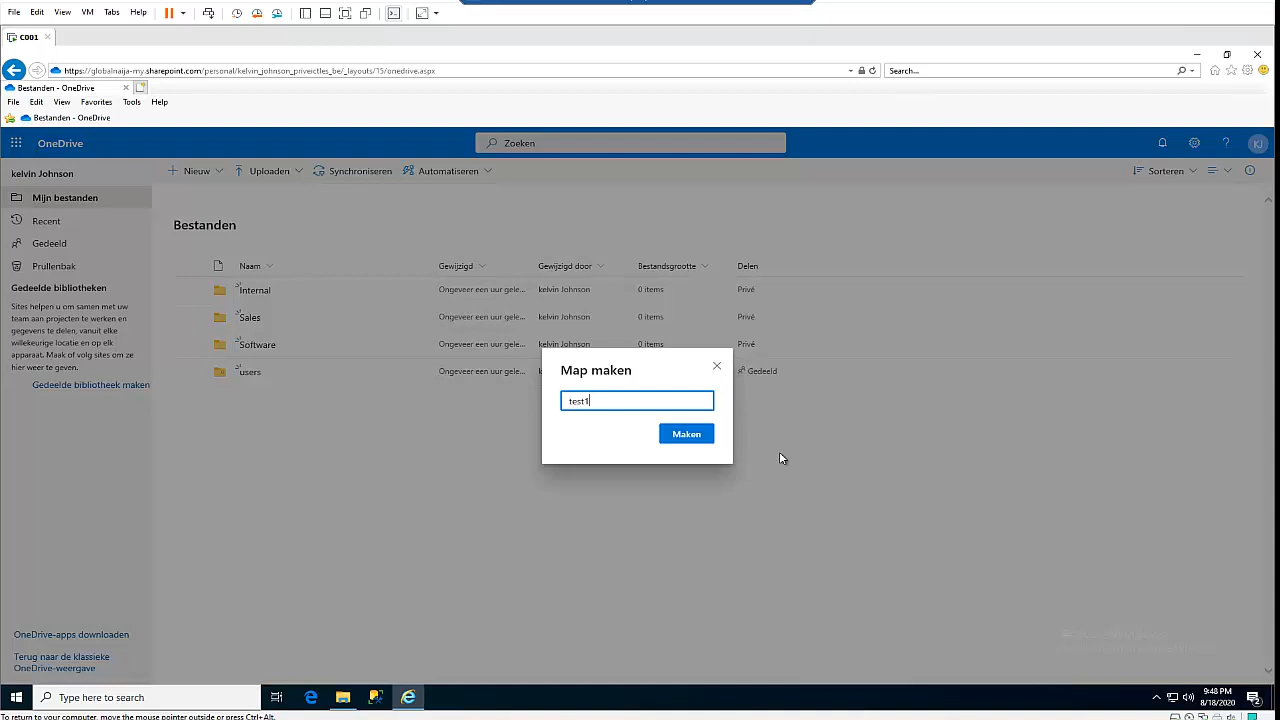 File Edit View VM Tabs Help
C001
https://globalnaija-my.sharepoint.com/personal/kelvin_johnson_priveictles_be/_layouts/15/onedrive.aspx
Search...
Bestanden - OneDrive
File Edit View Favorites Tools Help
Bestanden - OneDrive
OneDrive
Zoeken
KJ
kelvin Johnson
Nieuw Uploaden Synchroniseren Automatiseren Sorteren
Mijn bestanden
Recent
Gedeeld
Prullenbak
Gedeelde bibliotheken
Sites helpen u om samen met uw
team aan projecten te werken en
gegevens te delen, vanuit elke
willekeurige locatie en op elk
apparaat. Maak of volg sites om ze
hier weer te geven.
Gedeelde bibliotheek maken
Bestanden
Naam Gewijzigd Gewijzigd door Bestandsgrootte Delen
Internal Ongeveer een uur gele... kelvin Johnson 0 items Privé
Sales Ongeveer een uur gele... kelvin Johnson 0 items Privé
Software Ongeveer een uur gele... kelvin Johnson 0 items Privé
users Ongeveer een uur gele... Gedeeld
Map maken
test1
Maken
OneDrive-apps downloaden
Terug naar de klassieke
OneDrive-weergave
Type here to search
9:48 PM
8/18/2020
To return to your computer, move the mouse pointer outside or press Ctrl+Alt.